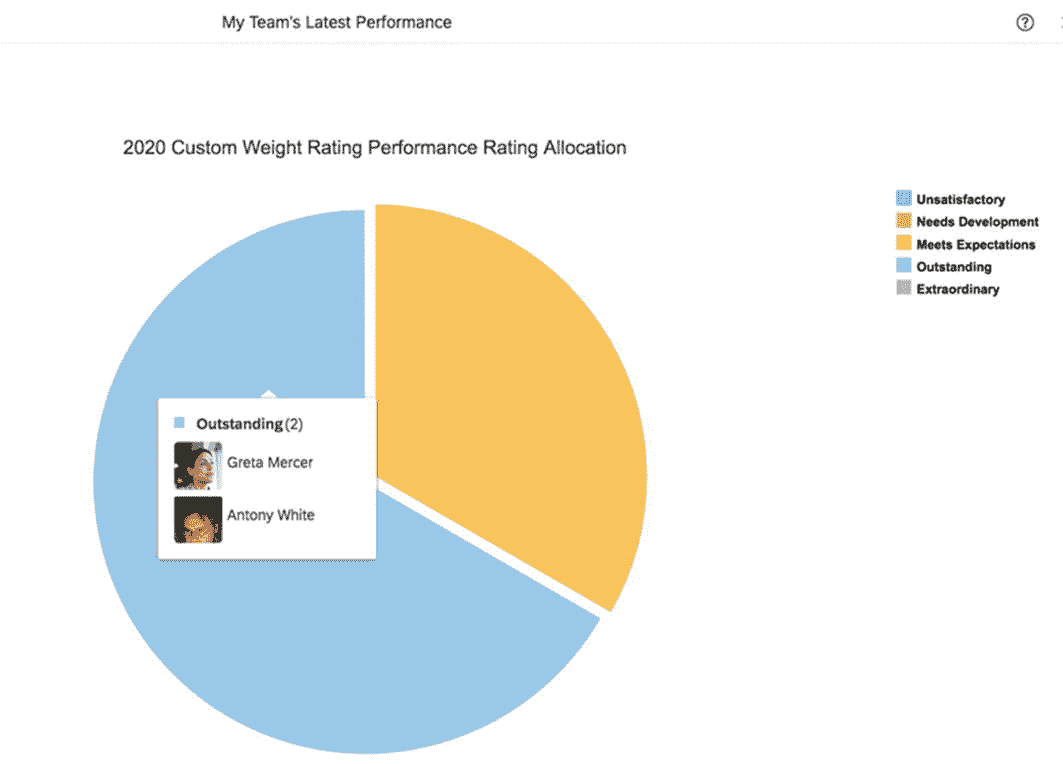 My Team's Latest Performance
2020 Custom Weight Rating Performance Rating Allocation
Unsatisfactory
Needs Development
Meets Expectations
Outstanding
Extraordinary
Outstanding(2)
Greta Mercer
Antony White